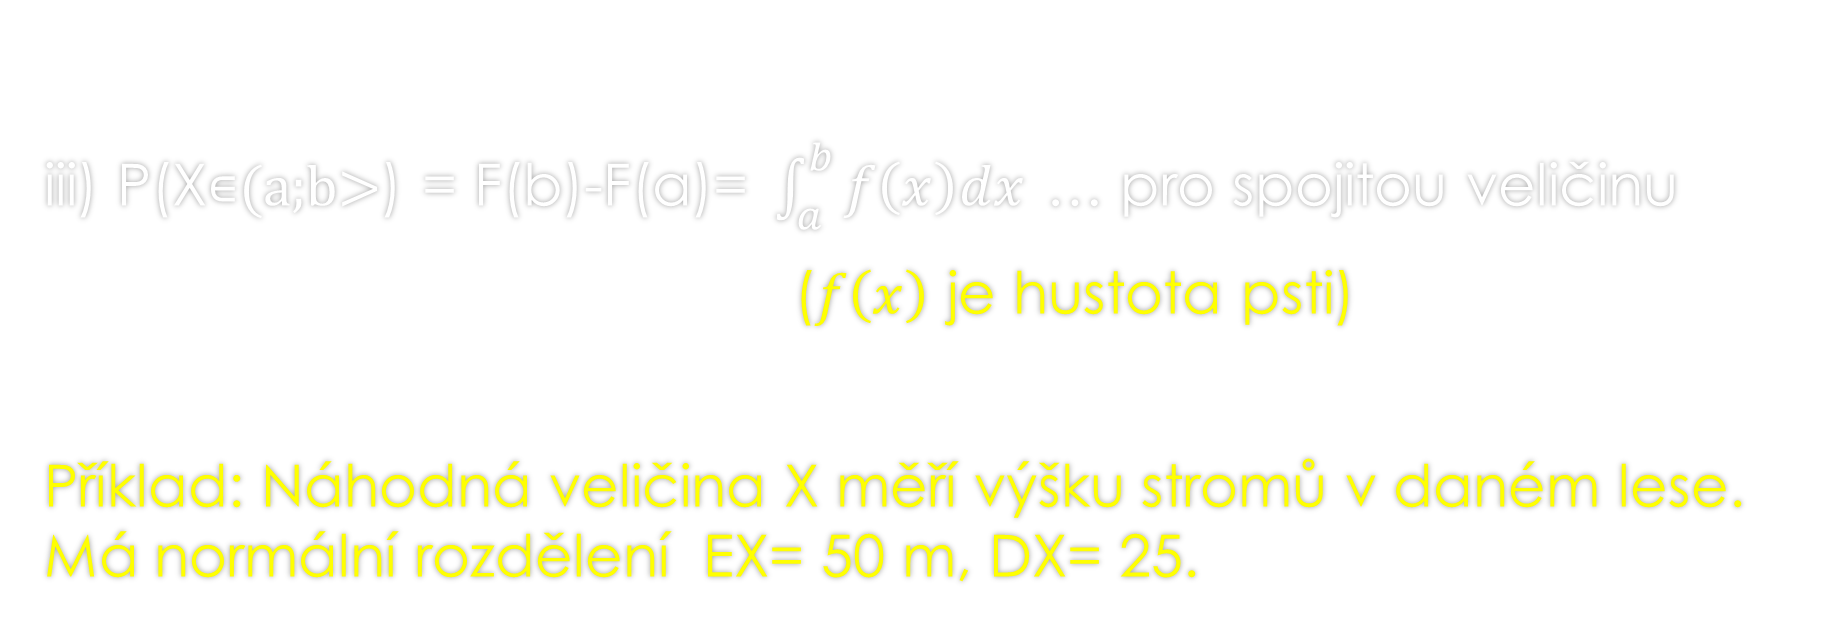 iii) P(X∈(a;b>) = F(b)-F(a)= ∫_a^b f(x)dx … pro spojitou veličinu
(f(x) je hustota psti)
Příklad: Náhodná veličina X měří výšku stromů v daném lese.
Má normální rozdělení EX= 50 m, DX= 25.